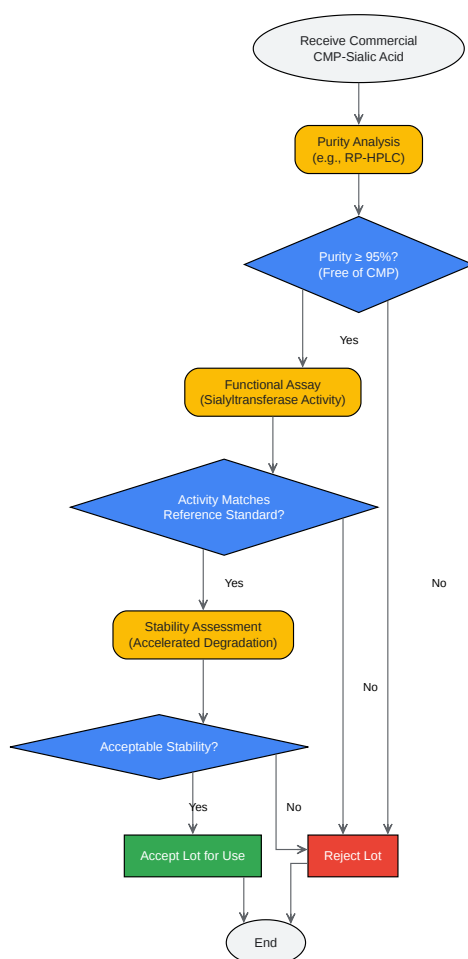 Receive Commercial
CMP-Sialic Acid
Purity Analysis
(e.g., RP-HPLC)
Purity ≥ 95%?
(Free of CMP)
Yes
Functional Assay
(Sialyltransferase Activity)
Activity Matches
Reference Standard?
Yes
No
Stability Assessment
(Accelerated Degradation)
No
Acceptable Stability?
Yes
No
Accept Lot for Use
Reject Lot
End